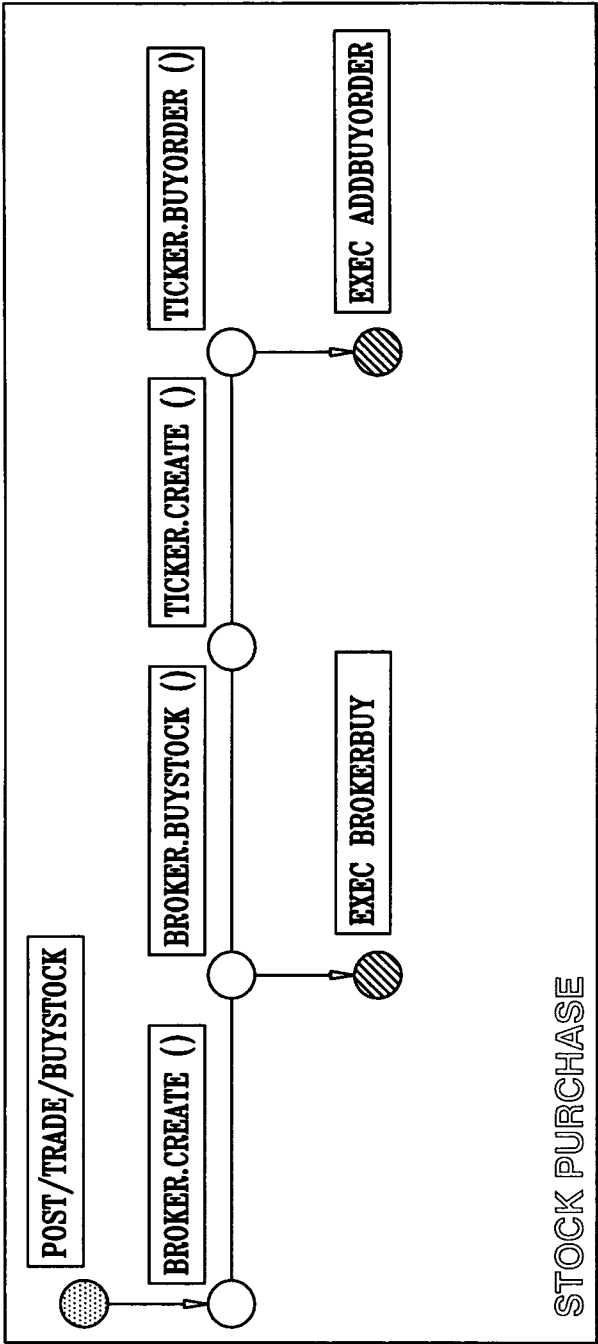 POST/TRADE/BUYSTOCK
BROKER.CREATE ()
BROKER.BUYSTOCK ()
TICKER.CREATE ()
TICKER.BUYORDER ()
EXEC BROKERBUY
EXEC ADDBUYORDER
STOCK PURCHASE